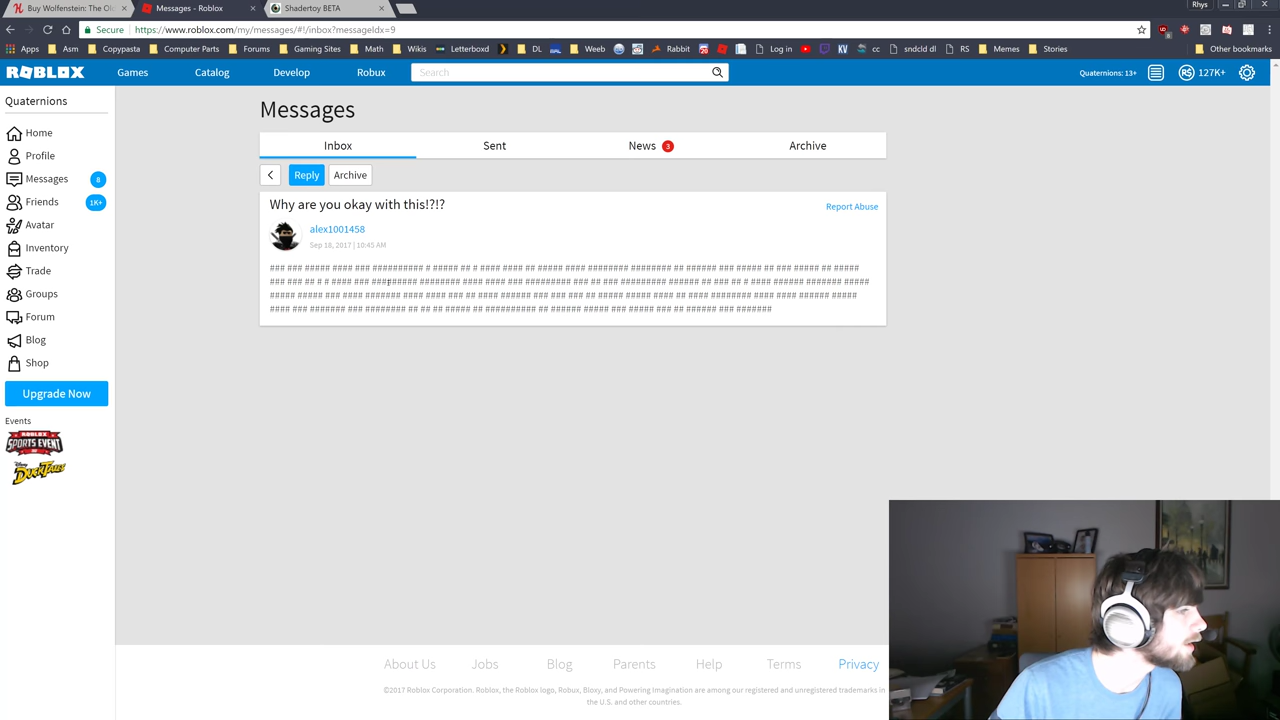 Buy Wolfenstein: The Old
Messages - Roblox
Shadertoy BETA
Rhys
Secure
https://www.roblox.com/my/messages/#!/inbox?messageIdx=9
Apps
Asm
Copypasta
Computer Parts
Forums
Gaming Sites
Math
Wikis
Letterboxd
DL
Weeb
Rabbit
Log in
KV
cc
sndcld dl
RS
Memes
Stories
Other bookmarks
ROBLOX
Games
Catalog
Develop
Robux
Search
Quaternions: 13+
R$
127K+
Quaternions
Home
Profile
Messages
8
Friends
1K+
Avatar
Inventory
Trade
Groups
Forum
Blog
Shop
Upgrade Now
Events
ROBLOX
SPORTS EVENT
DUCKTALES
Messages
Inbox
Sent
News 3
Archive
Reply
Archive
Why are you okay with this!?!?
Report Abuse
alex1001458
Sep 18, 2017 | 10:45 AM
### ### ##### #### ### ########## # ##### ## # #### #### ## ##### #### ######## ######## ## ###### ### ##### ## ### ##### ## #####
### ### ## # # #### ### ######### ######## #### #### ### ######### ### ## ### ######### ###### ## ### ## # #### ###### ####### #####
##### ##### ### #### ####### #### #### ### ## #### ###### ### ### ## ##### ##### #### ## #### ######## #### #### ###### #####
#### ### ####### ### ######## ## ## ## ##### ## ########## ## ###### ##### ### ##### ### ## ###### ### #######
About Us
Jobs
Blog
Parents
Help
Terms
Privacy
©2017 Roblox Corporation. Roblox, the Roblox logo, Robux, Bloxy, and Powering Imagination are among our registered and unregistered trademarks in
the U.S. and other countries.